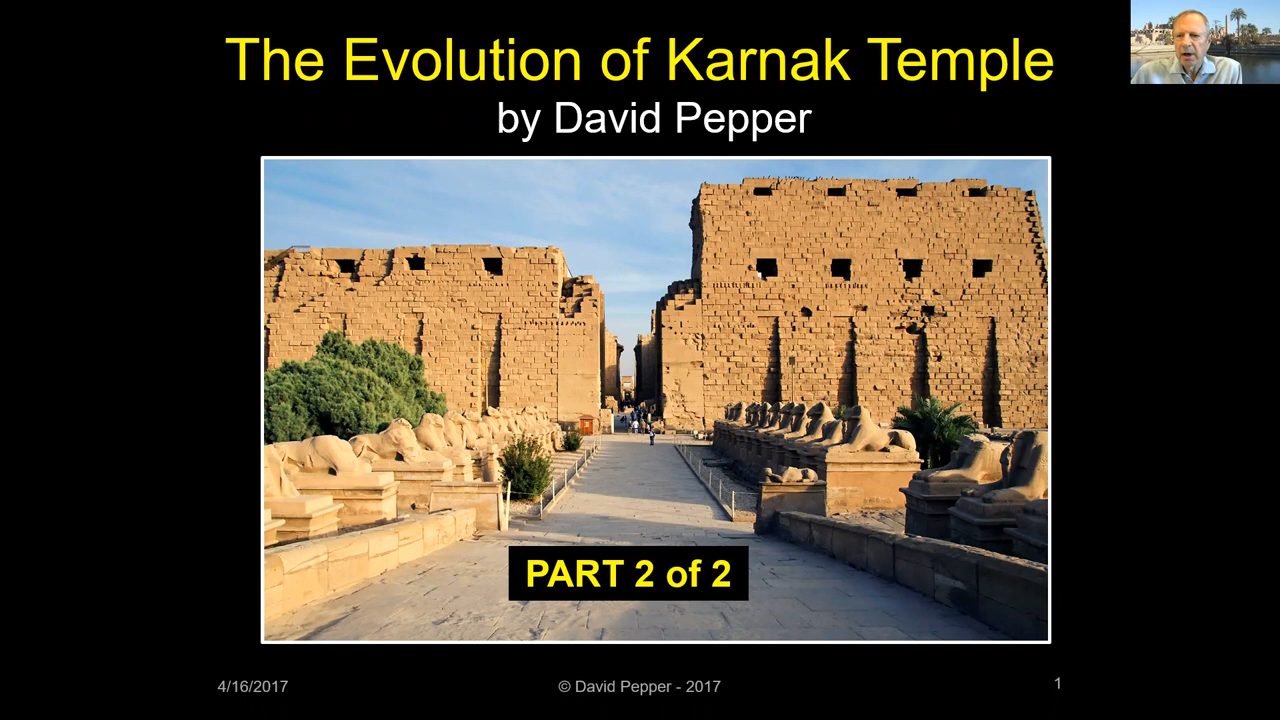 The Evolution of Karnak Temple
by David Pepper
PART 2 of 2
4/16/2017
© David Pepper - 2017
1